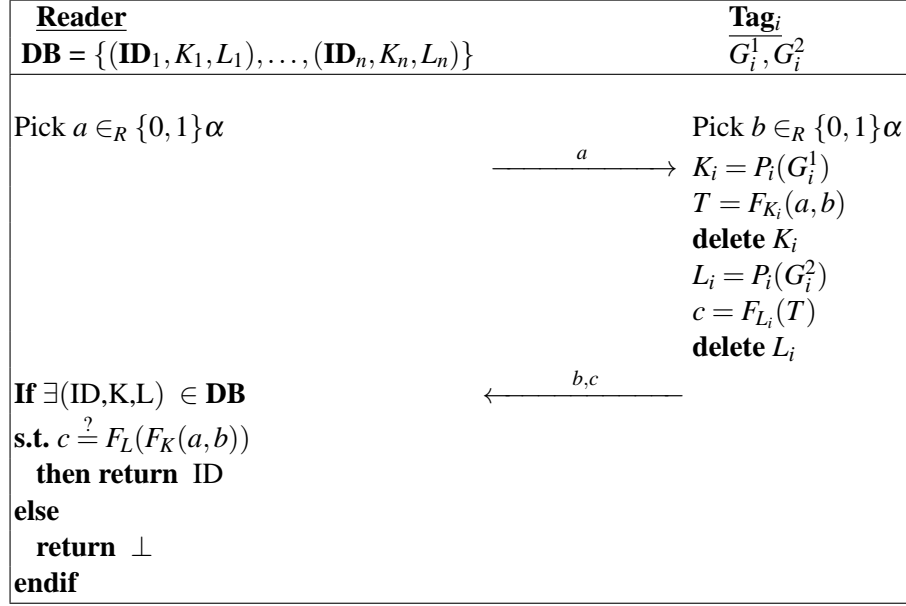 Reader Tag_i
DB = {(ID_1, K_1, L_1), ..., (ID_n, K_n, L_n)} G_i^1, G_i^2
Pick a ∈_R {0,1}α Pick b ∈_R {0,1}α
a K_i = P_i(G_i^1)
T = F_{K_i}(a,b)
delete K_i
L_i = P_i(G_i^2)
c = F_{L_i}(T)
delete L_i
If ∃(ID,K,L) ∈ DB b,c
s.t. c ≟ F_L(F_K(a,b))
then return ID
else
return ⊥
endif